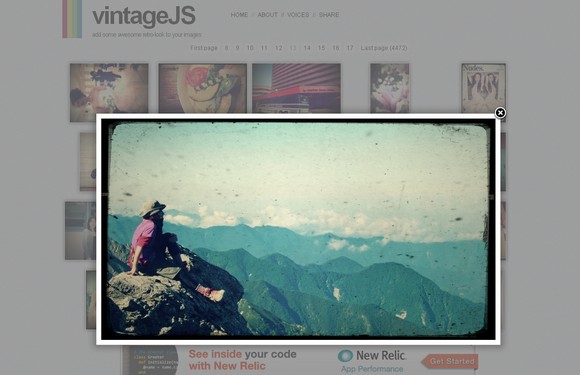 vintageJS
HOME / ABOUT / VOICES / SHARE
add some awesome retro-look to your images
First page 8 9 10 11 12 13 14 15 16 17 Last page (4472)
See inside your code
with New Relic
New Relic.
App Performance
Get Started